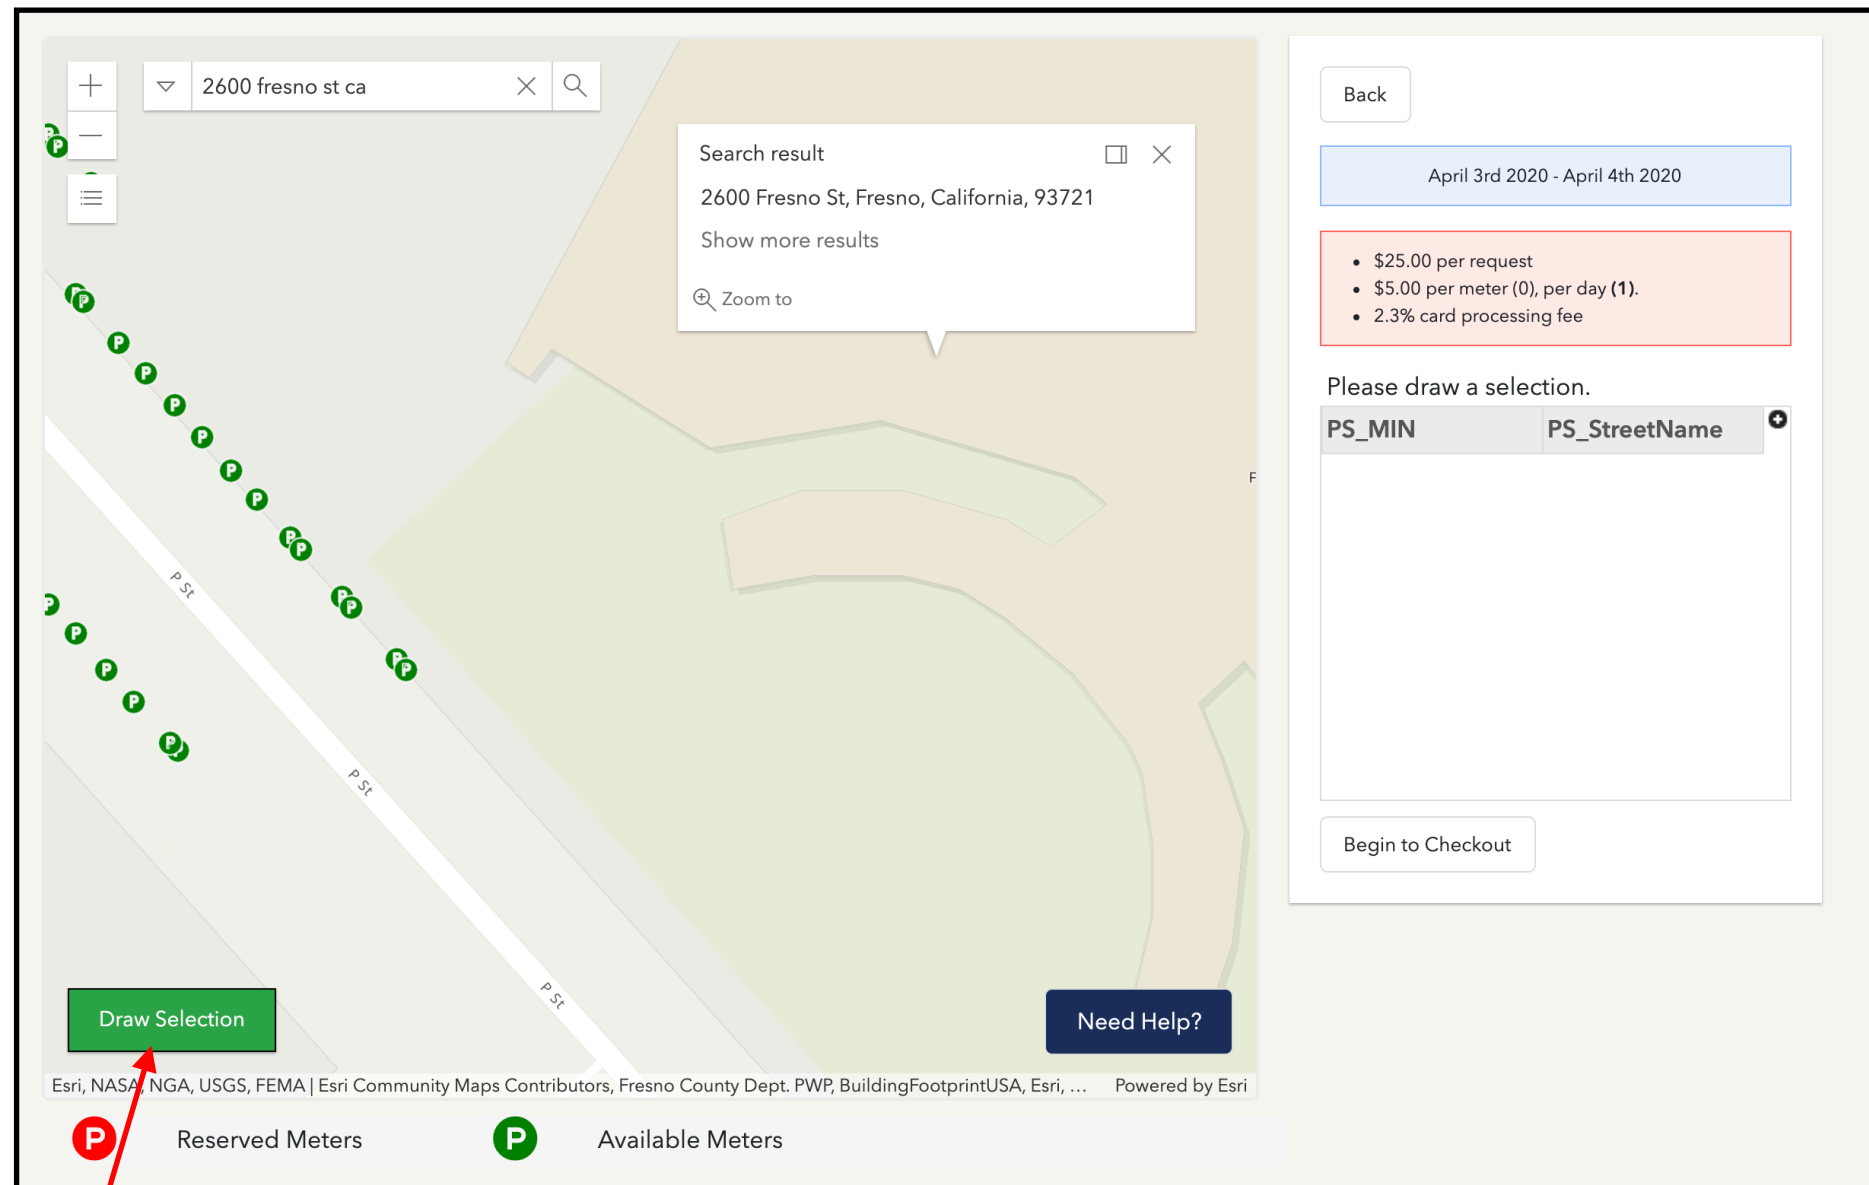 2600 fresno st ca
Search result
2600 Fresno St, Fresno, California, 93721
Show more results
Zoom to
P St
P St
P St
F
Draw Selection
Need Help?
Esri, NASA, NGA, USGS, FEMA | Esri Community Maps Contributors, Fresno County Dept. PWP, BuildingFootprintUSA, Esri, ...
Powered by Esri
P Reserved Meters
P Available Meters
Back
April 3rd 2020 - April 4th 2020
• $25.00 per request
• $5.00 per meter (0), per day (1).
• 2.3% card processing fee
Please draw a selection.
PS_MIN PS_StreetName
Begin to Checkout